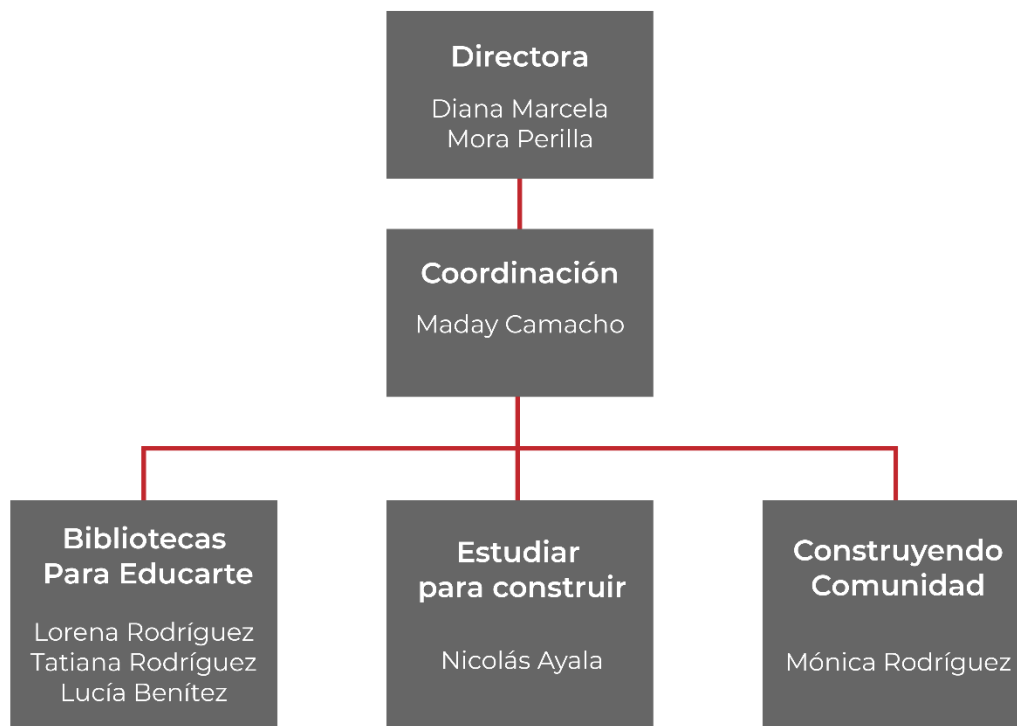 Directora
Diana Marcela
Mora Perilla
Coordinación
Maday Camacho
Bibliotecas
Para Educarte
Lorena Rodríguez
Tatiana Rodríguez
Lucía Benítez
Estudiar
para construir
Nicolás Ayala
Construyendo
Comunidad
Mónica Rodríguez